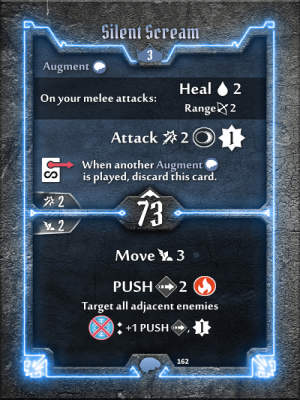 Silent Scream
3
Augment
On your melee attacks:
Heal 2
Range 2
Attack 2 1
When another Augment
is played, discard this card.
2
73
2
Move 3
PUSH 2
Target all adjacent enemies
: +1 PUSH , 1
162